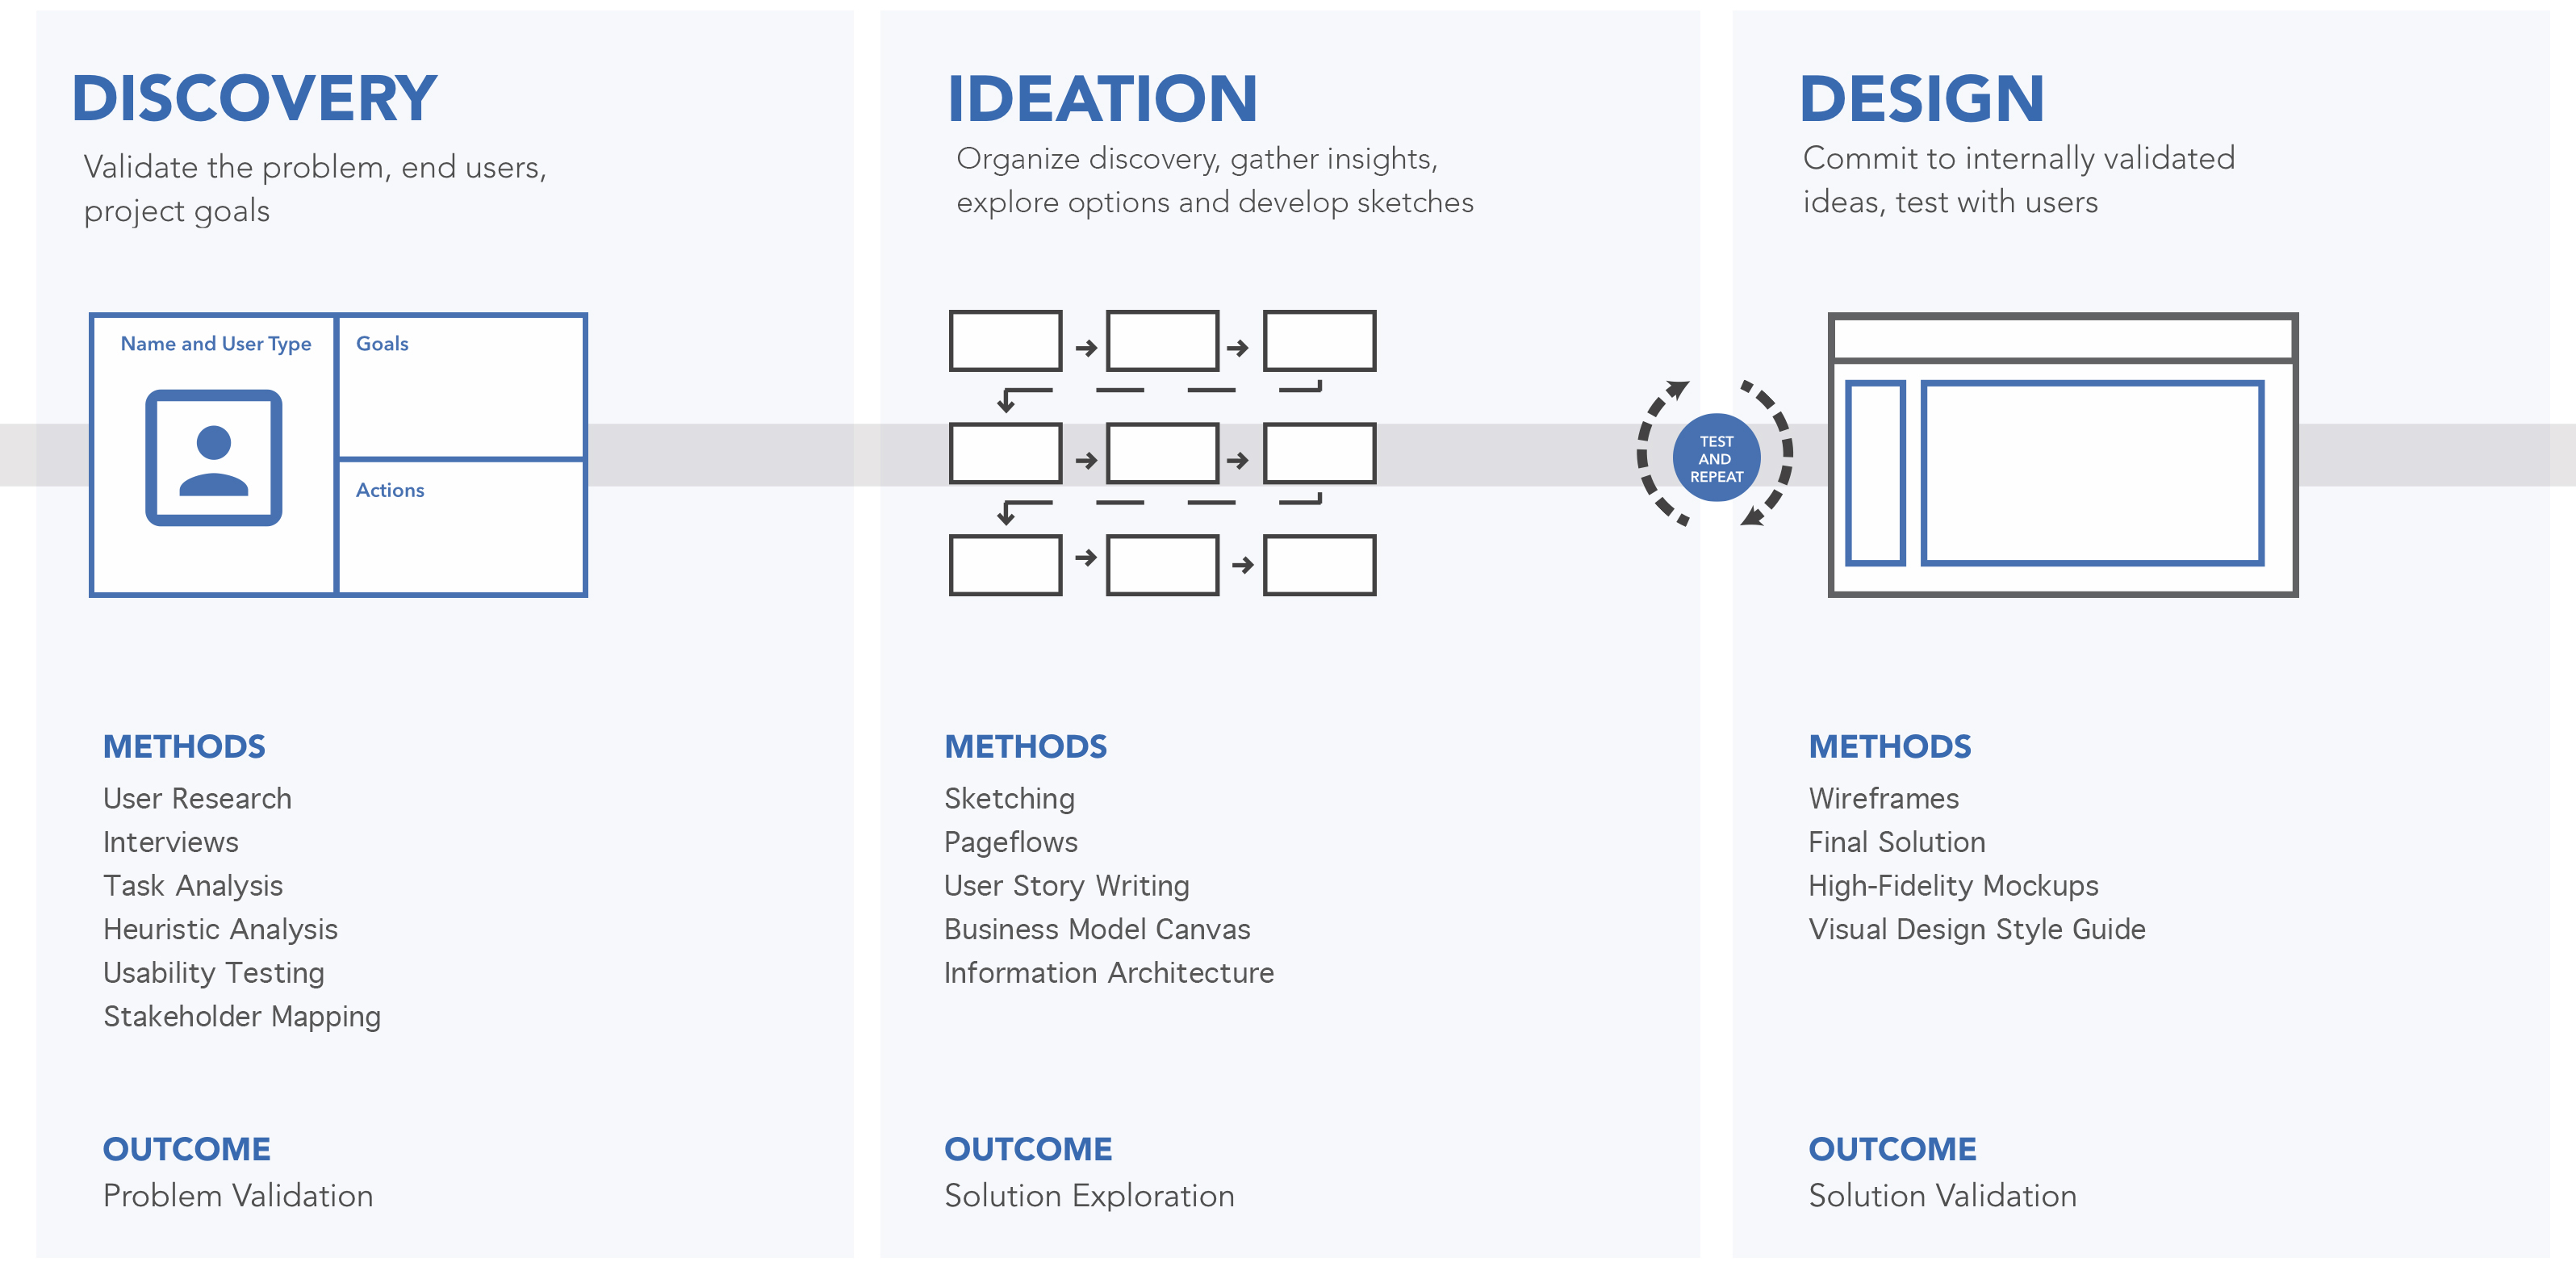 DISCOVERY
Validate the problem, end users,
project goals
Name and User Type
Goals
Actions
METHODS
User Research
Interviews
Task Analysis
Heuristic Analysis
Usability Testing
Stakeholder Mapping
OUTCOME
Problem Validation
IDEATION
Organize discovery, gather insights,
explore options and develop sketches
METHODS
Sketching
Pageflows
User Story Writing
Business Model Canvas
Information Architecture
OUTCOME
Solution Exploration
TEST
AND
REPEAT
DESIGN
Commit to internally validated
ideas, test with users
METHODS
Wireframes
Final Solution
High-Fidelity Mockups
Visual Design Style Guide
OUTCOME
Solution Validation